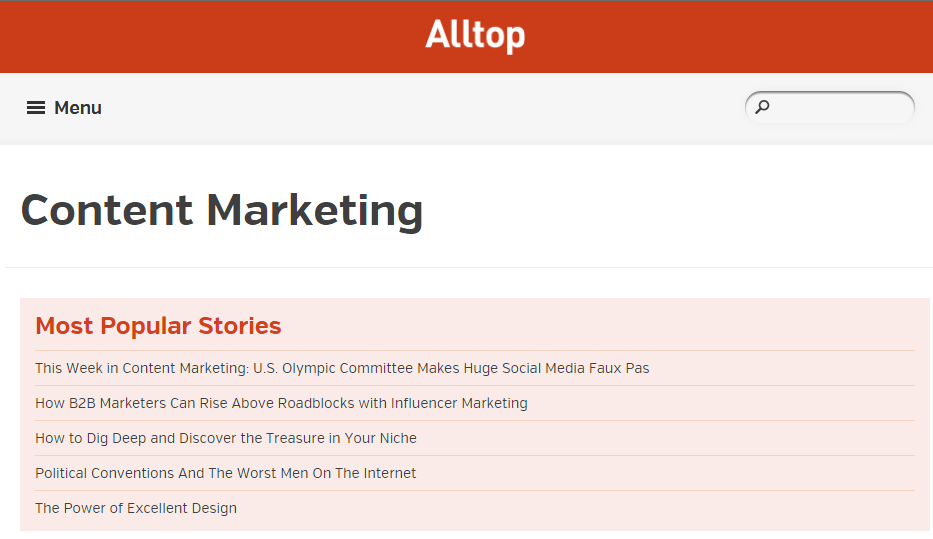 Alltop
Menu
Content Marketing
Most Popular Stories
This Week in Content Marketing: U.S. Olympic Committee Makes Huge Social Media Faux Pas
How B2B Marketers Can Rise Above Roadblocks with Influencer Marketing
How to Dig Deep and Discover the Treasure in Your Niche
Political Conventions And The Worst Men On The Internet
The Power of Excellent Design